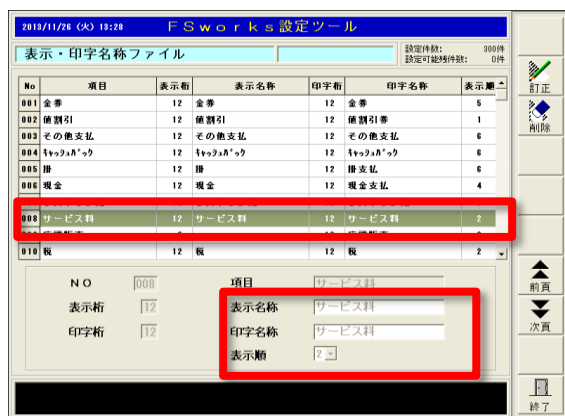 2013/11/26 (火) 13:28 FSworks設定ツール
表示・印字名称ファイル 設定件数: 300件
設定可能残件数: 0件
No 項目 表示桁 表示名称 印字桁 印字名称 表示順
001 金券 12 金券 12 金券 5
002 値割引 12 値割引 12 値割引券 1
003 その他支払 12 その他支払 12 その他支払 6
004 ｷｬｯｼｭﾊﾞｯｸ 12 ｷｬｯｼｭﾊﾞｯｸ 12 ｷｬｯｼｭﾊﾞｯｸ 6
005 掛 12 掛 12 掛支払 6
006 現金 12 現金 12 現金支払 4
008 サービス料 12 サービス料 12 サービス料 2
010 税 12 税 12 税 2
NO 008 項目 サービス料
表示桁 12 表示名称 サービス料
印字桁 12 印字名称 サービス料
表示順 2
訂正
削除
前頁
次頁
終了